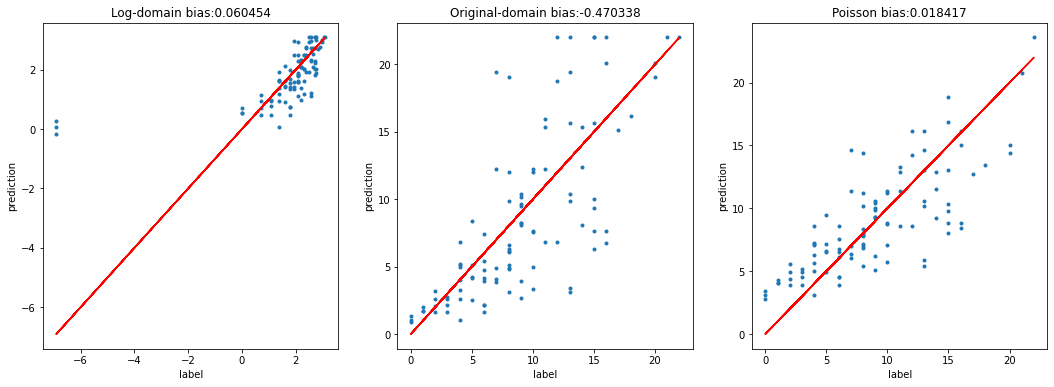 Log-domain bias:0.060454
prediction
2
0
−2
−4
−6
−6 −4 −2 0 2
label
Original-domain bias:-0.470338
prediction
20
15
10
5
0
0 5 10 15 20
label
Poisson bias:0.018417
prediction
20
15
10
5
0
0 5 10 15 20
label